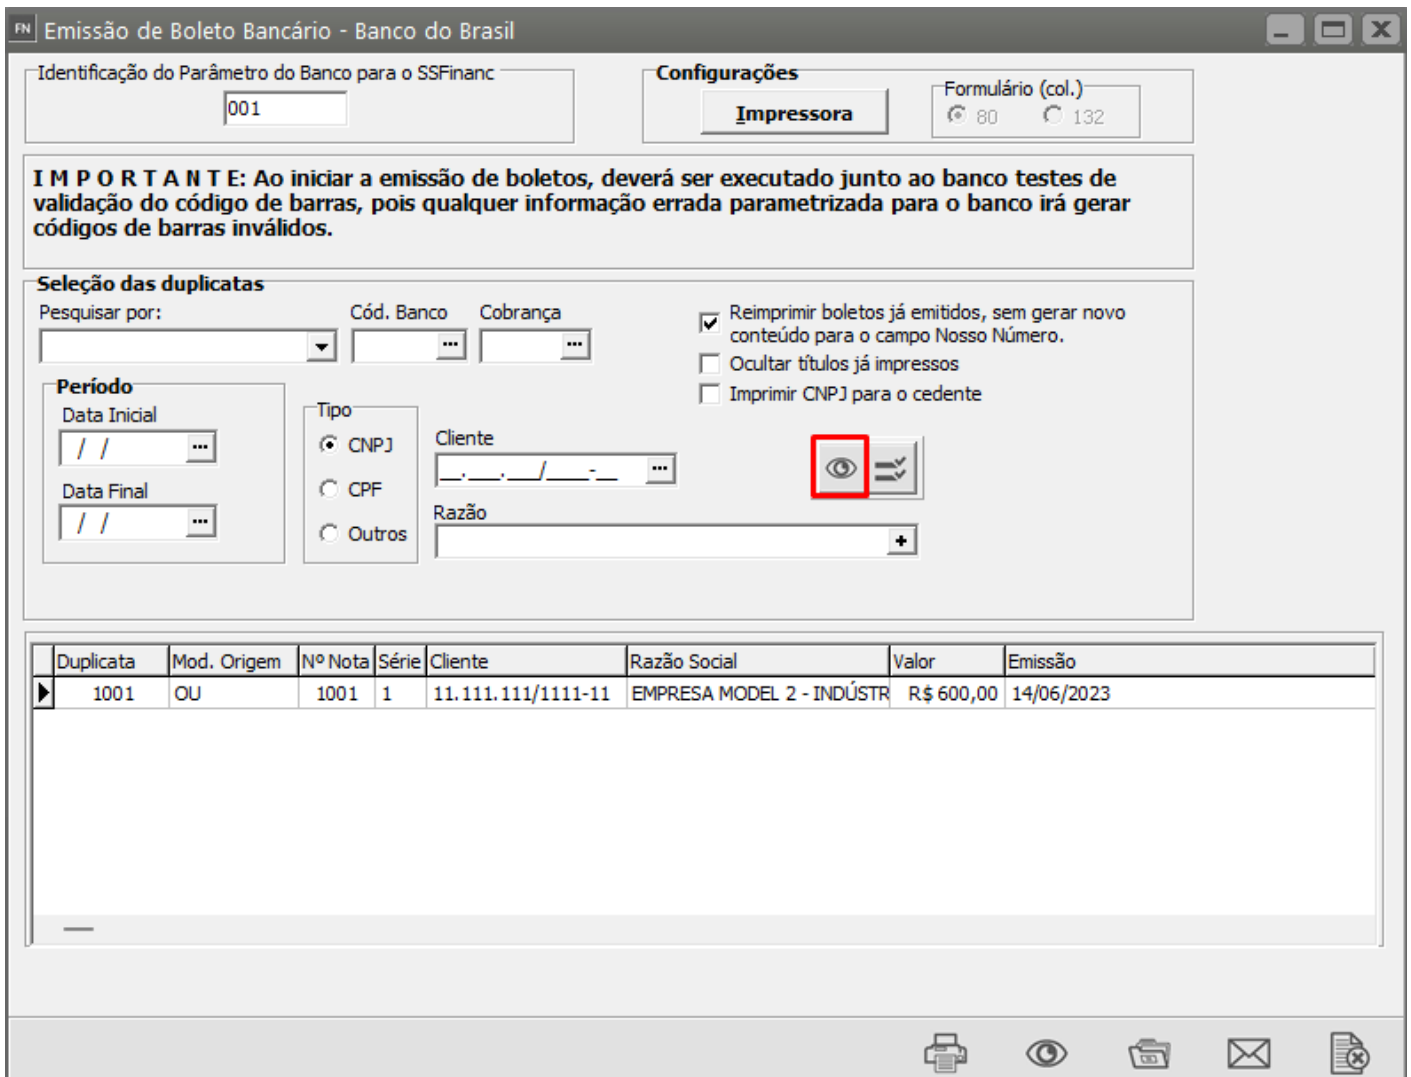 FN Emissão de Boleto Bancário - Banco do Brasil
Identificação do Parâmetro do Banco para o SSFinanc
001
Configurações
Impressora
Formulário (col.)
80 132
I M P O R T A N T E: Ao iniciar a emissão de boletos, deverá ser executado junto ao banco testes de
validação do código de barras, pois qualquer informação errada parametrizada para o banco irá gerar
códigos de barras inválidos.
Seleção das duplicatas
Pesquisar por: Cód. Banco Cobrança
Reimprimir boletos já emitidos, sem gerar novo
conteúdo para o campo Nosso Número.
Ocultar títulos já impressos
Imprimir CNPJ para o cedente
Período
Data Inicial
/ /
Data Final
/ /
Tipo
CNPJ
CPF
Outros
Cliente
__.___.___/____-__
Razão
Duplicata Mod. Origem Nº Nota Série Cliente Razão Social Valor Emissão
1001 OU 1001 1 11.111.111/1111-11 EMPRESA MODEL 2 - INDÚSTR R$ 600,00 14/06/2023